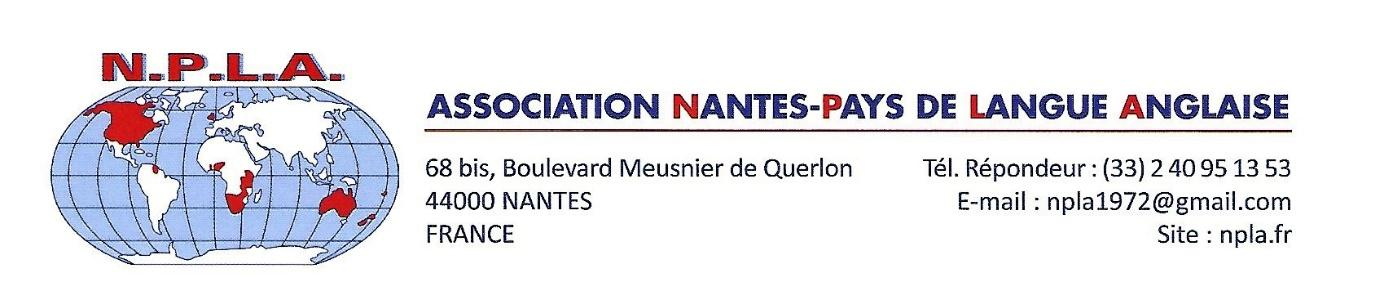 N.P.L.A.
ASSOCIATION NANTES-PAYS DE LANGUE ANGLAISE
68 bis, Boulevard Meusnier de Querlon
44000 NANTES
FRANCE
Tél. Répondeur : (33) 2 40 95 13 53
E-mail : npla1972@gmail.com
Site : npla.fr